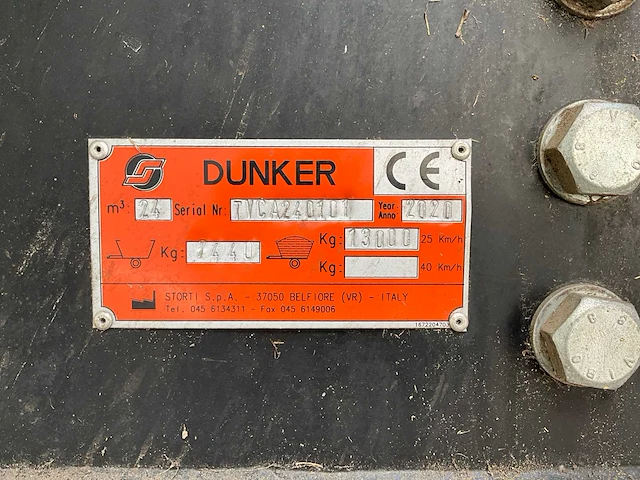 DUNKER CE
m³: 24 Serial Nr. TVCA240101 Year Anno 2020
Kg: 7440 Kg: 13000 25 Km/h
Kg: 40 Km/h
STORTI S.p.A. - 37050 BELFIORE (VR) - ITALY
Tel. 045 6134311 - Fax 045 6149006